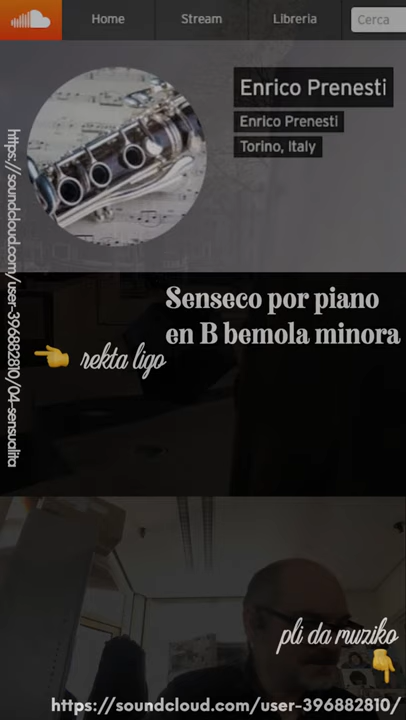 Home
Stream
Libreria
Cerca
Enrico Prenesti
Enrico Prenesti
Torino, Italy
https://soundcloud.com/user-396882810/04-sensualita
Senseco por piano
en B bemola minora
rekta ligo
pli da muziko
https://soundcloud.com/user-396882810/